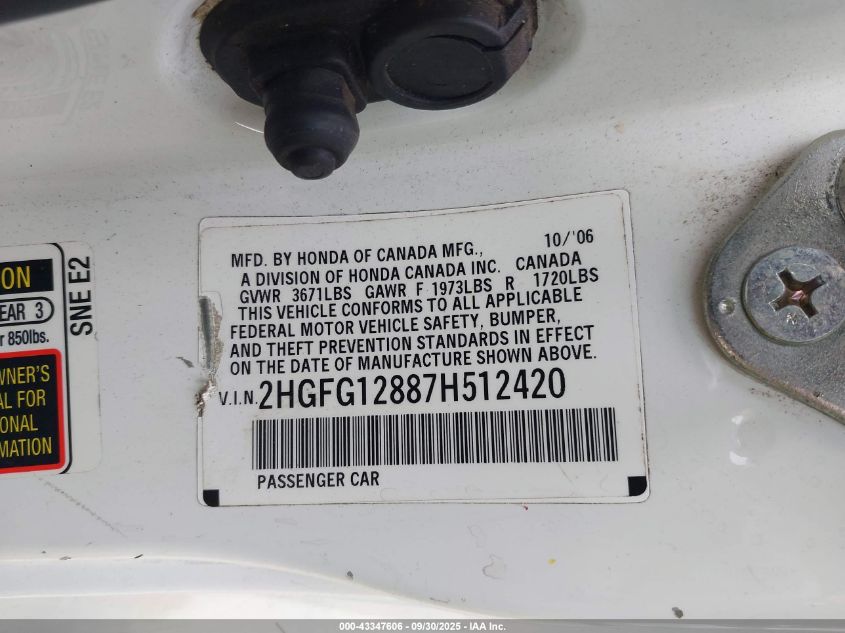 MFD. BY HONDA OF CANADA MFG., 10/'06
A DIVISION OF HONDA CANADA INC. CANADA
GVWR 3671LBS GAWR F 1973LBS R 1720LBS
THIS VEHICLE CONFORMS TO ALL APPLICABLE
FEDERAL MOTOR VEHICLE SAFETY, BUMPER,
AND THEFT PREVENTION STANDARDS IN EFFECT
ON THE DATE OF MANUFACTURE SHOWN ABOVE.
V.I.N. 2HGFG12887H512420
PASSENGER CAR
ION
EAR 3
r 850lbs.
WNER'S
AL FOR
IONAL
MATION
SNE E2
000-43347606 - 09/30/2025 - IAA Inc.